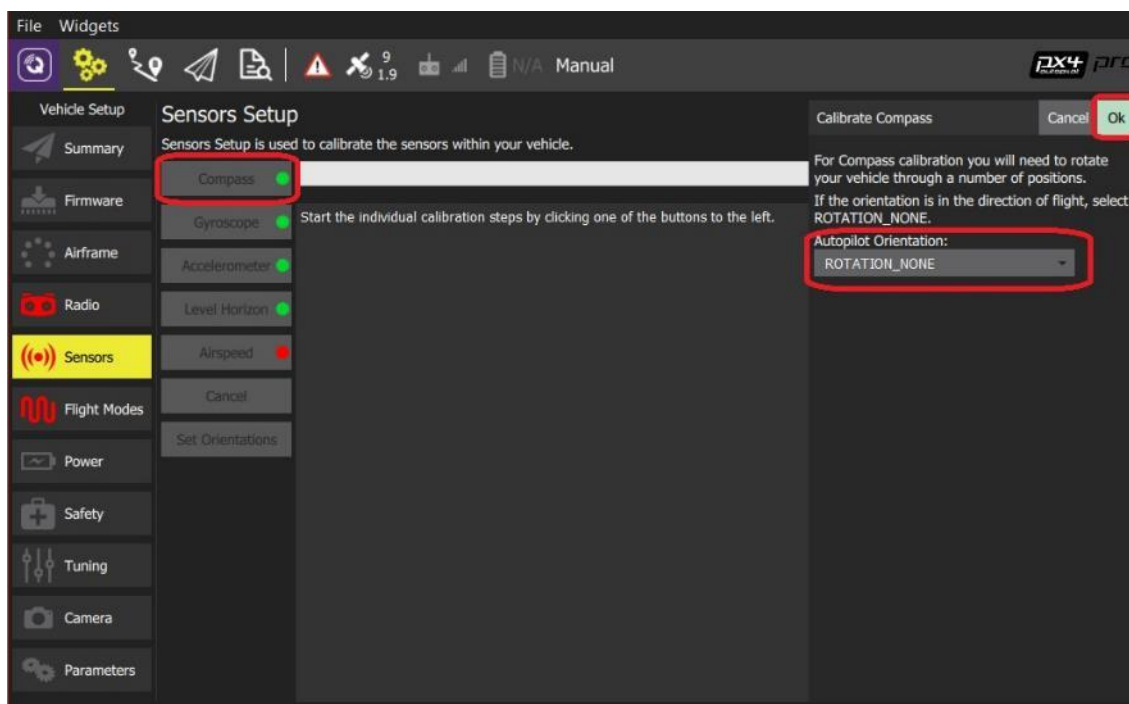 File Widgets
9
1.9
N/A Manual
px4 pro
autopilot
Vehicle Setup
Summary
Firmware
Airframe
Radio
Sensors
Flight Modes
Power
Safety
Tuning
Camera
Parameters
Sensors Setup
Sensors Setup is used to calibrate the sensors within your vehicle.
Compass
Gyroscope
Accelerometer
Level Horizon
Airspeed
Cancel
Set Orientations
Start the individual calibration steps by clicking one of the buttons to the left.
Calibrate Compass Cancel Ok
For Compass calibration you will need to rotate
your vehicle through a number of positions.
If the orientation is in the direction of flight, select
ROTATION_NONE.
Autopilot Orientation:
ROTATION_NONE